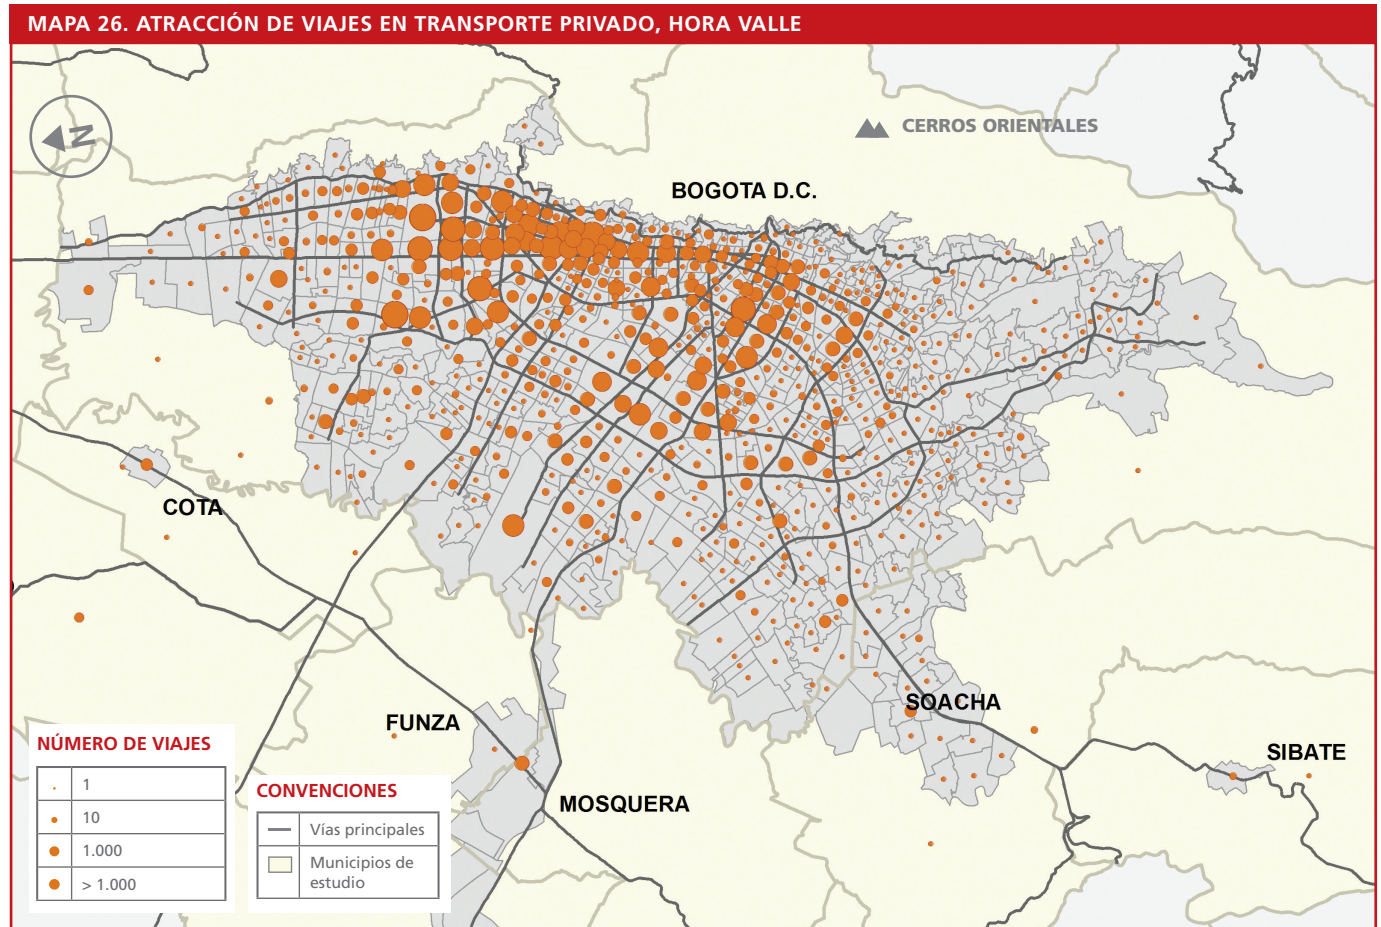 MAPA 26. ATRACCIÓN DE VIAJES EN TRANSPORTE PRIVADO, HORA VALLE
N
CERROS ORIENTALES
BOGOTA D.C.
COTA
FUNZA
SOACHA
SIBATE
MOSQUERA
NÚMERO DE VIAJES
1
10
1.000
> 1.000
CONVENCIONES
Vías principales
Municipios de
estudio